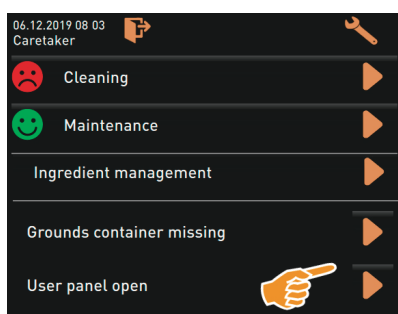 06.12.2019 08 03
Caretaker
Cleaning
Maintenance
Ingredient management
Grounds container missing
User panel open